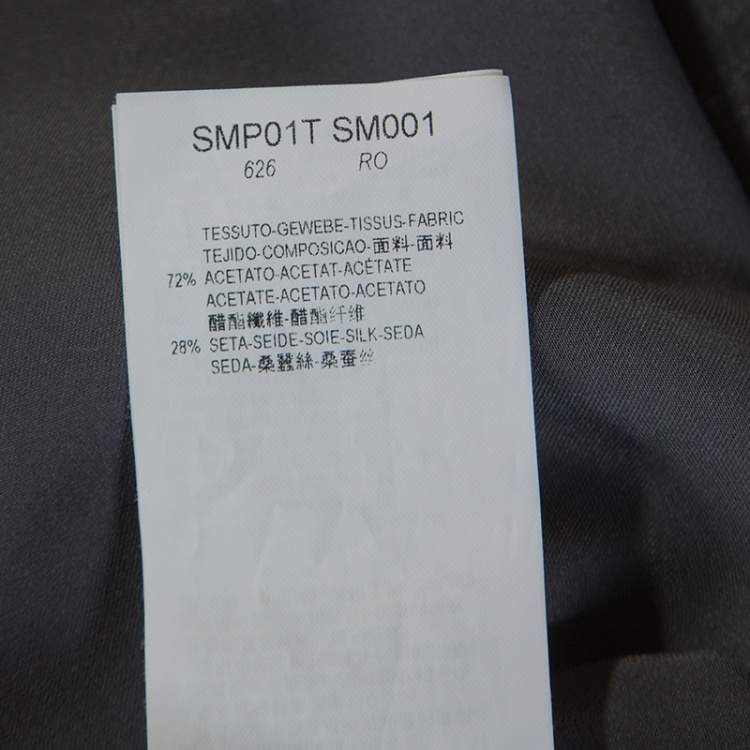 SMP01T SM001
626 RO
TESSUTO-GEWEBE-TISSUS-FABRIC
TEJIDO-COMPOSICAO-面料-面料
72% ACETATO-ACETAT-ACÉTATE
ACETATE-ACETATO-ACETATO
醋酯纖維-醋酯纤维
28% SETA-SEIDE-SOIE-SILK-SEDA
SEDA-桑蠶絲-桑蚕丝